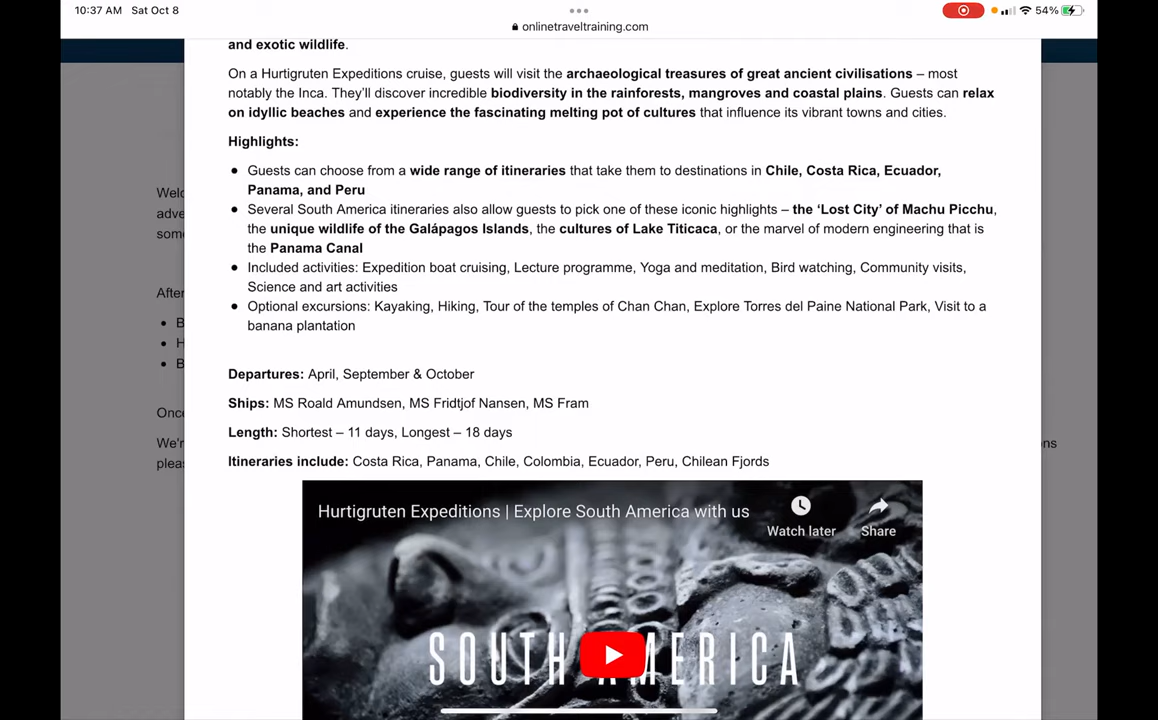 10:37 AM Sat Oct 8
54%
onlinetraveltraining.com
and exotic wildlife.
On a Hurtigruten Expeditions cruise, guests will visit the archaeological treasures of great ancient civilisations – most
notably the Inca. They'll discover incredible biodiversity in the rainforests, mangroves and coastal plains. Guests can relax
on idyllic beaches and experience the fascinating melting pot of cultures that influence its vibrant towns and cities.
Highlights:
Guests can choose from a wide range of itineraries that take them to destinations in Chile, Costa Rica, Ecuador,
Panama, and Peru
Several South America itineraries also allow guests to pick one of these iconic highlights – the ‘Lost City’ of Machu Picchu,
the unique wildlife of the Galápagos Islands, the cultures of Lake Titicaca, or the marvel of modern engineering that is
the Panama Canal
Included activities: Expedition boat cruising, Lecture programme, Yoga and meditation, Bird watching, Community visits,
Science and art activities
Optional excursions: Kayaking, Hiking, Tour of the temples of Chan Chan, Explore Torres del Paine National Park, Visit to a
banana plantation
Departures: April, September & October
Ships: MS Roald Amundsen, MS Fridtjof Nansen, MS Fram
Length: Shortest – 11 days, Longest – 18 days
Itineraries include: Costa Rica, Panama, Chile, Colombia, Ecuador, Peru, Chilean Fjords
Hurtigruten Expeditions | Explore South America with us
Watch later
Share
SOUTH AMERICA
We're